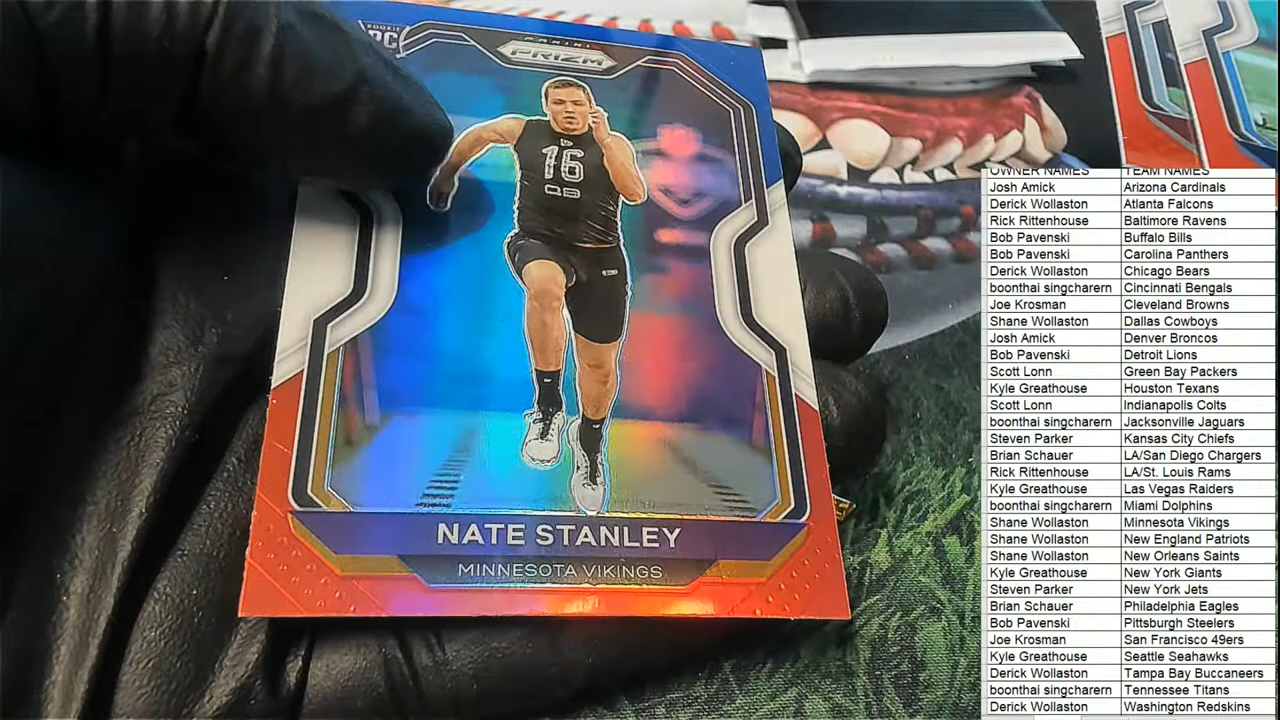 ROOKIE
RC
PANINI
PRIZM
16
QB
NATE STANLEY
MINNESOTA VIKINGS
OWNER NAMES TEAM NAMES
Josh Amick Arizona Cardinals
Derick Wollaston Atlanta Falcons
Rick Rittenhouse Baltimore Ravens
Bob Pavenski Buffalo Bills
Bob Pavenski Carolina Panthers
Derick Wollaston Chicago Bears
boonthai singcharern Cincinnati Bengals
Joe Krosman Cleveland Browns
Shane Wollaston Dallas Cowboys
Josh Amick Denver Broncos
Bob Pavenski Detroit Lions
Scott Lonn Green Bay Packers
Kyle Greathouse Houston Texans
Scott Lonn Indianapolis Colts
boonthai singcharern Jacksonville Jaguars
Steven Parker Kansas City Chiefs
Brian Schauer LA/San Diego Chargers
Rick Rittenhouse LA/St. Louis Rams
Kyle Greathouse Las Vegas Raiders
boonthai singcharern Miami Dolphins
Shane Wollaston Minnesota Vikings
Shane Wollaston New England Patriots
Shane Wollaston New Orleans Saints
Kyle Greathouse New York Giants
Steven Parker New York Jets
Brian Schauer Philadelphia Eagles
Bob Pavenski Pittsburgh Steelers
Joe Krosman San Francisco 49ers
Kyle Greathouse Seattle Seahawks
Derick Wollaston Tampa Bay Buccaneers
boonthai singcharern Tennessee Titans
Derick Wollaston Washington Redskins